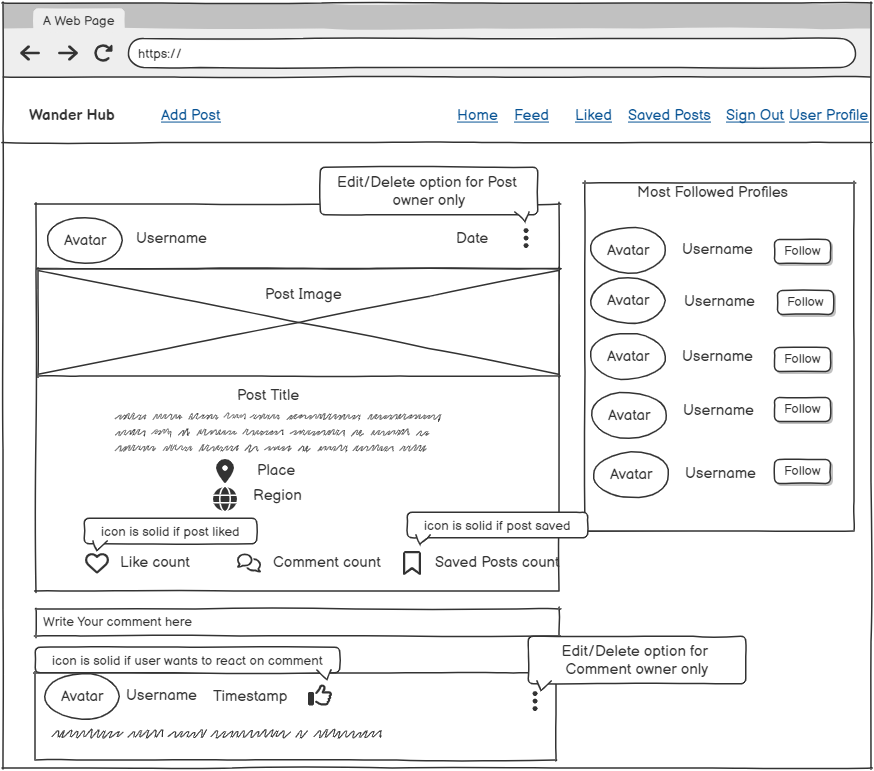 A Web Page
https://
Wander Hub Add Post Home Feed Liked Saved Posts Sign Out User Profile
Edit/Delete option for Post
owner only
Avatar Username Date
Post Image
Post Title
Place
Region
icon is solid if post liked
icon is solid if post saved
Like count Comment count Saved Posts count
Most Followed Profiles
Avatar Username Follow
Avatar Username Follow
Avatar Username Follow
Avatar Username Follow
Avatar Username Follow
Write Your comment here
icon is solid if user wants to react on comment
Edit/Delete option for
Comment owner only
Avatar Username Timestamp